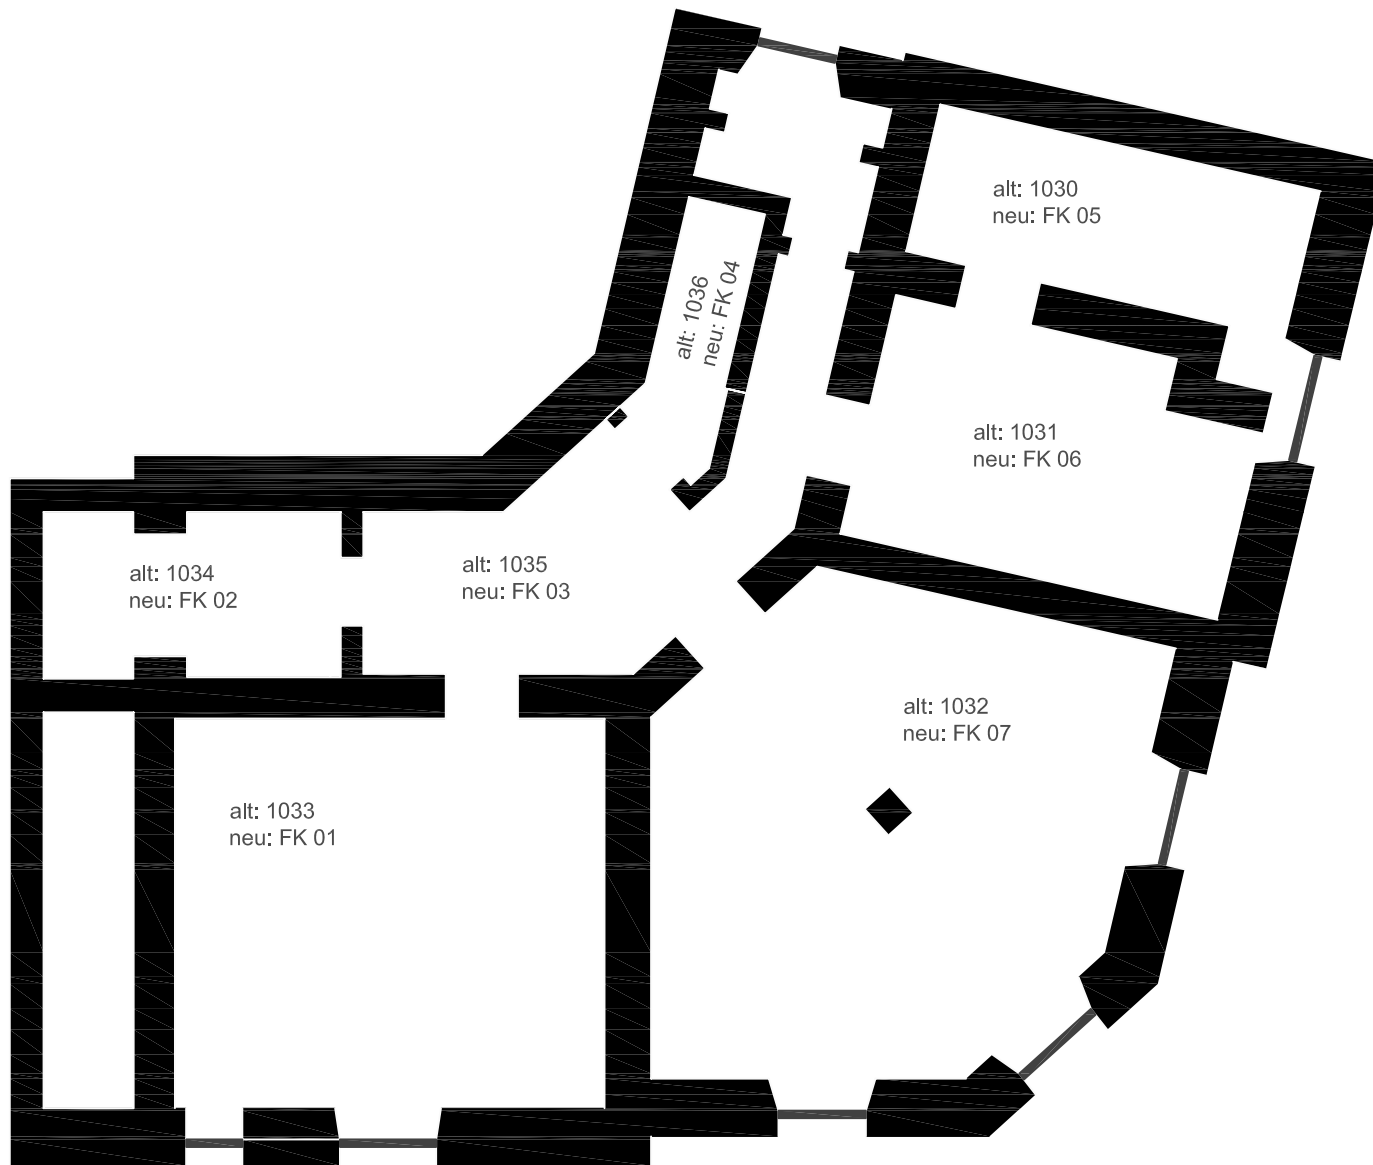 alt: 1030
neu: FK 05
alt: 1036
neu: FK 04
alt: 1031
neu: FK 06
alt: 1035
neu: FK 03
alt: 1034
neu: FK 02
alt: 1032
neu: FK 07
alt: 1033
neu: FK 01